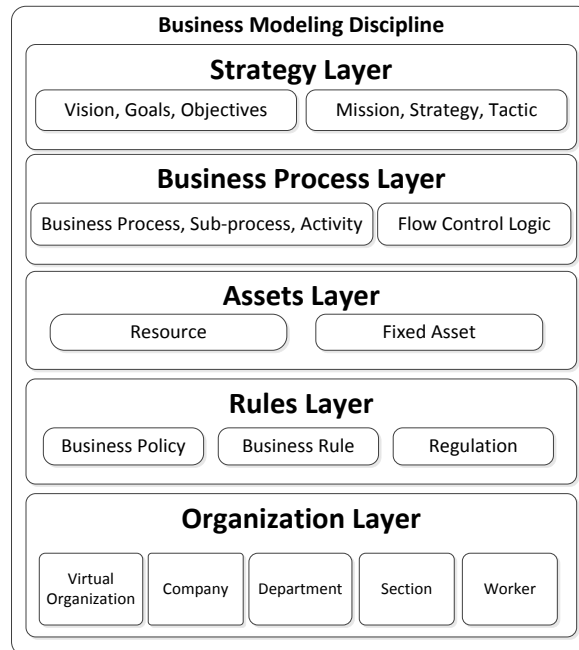 Business Modeling Discipline
Strategy Layer
Vision, Goals, Objectives
Mission, Strategy, Tactic
Business Process Layer
Business Process, Sub-process, Activity
Flow Control Logic
Assets Layer
Resource
Fixed Asset
Rules Layer
Business Policy
Business Rule
Regulation
Organization Layer
Virtual
Organization
Company
Department
Section
Worker